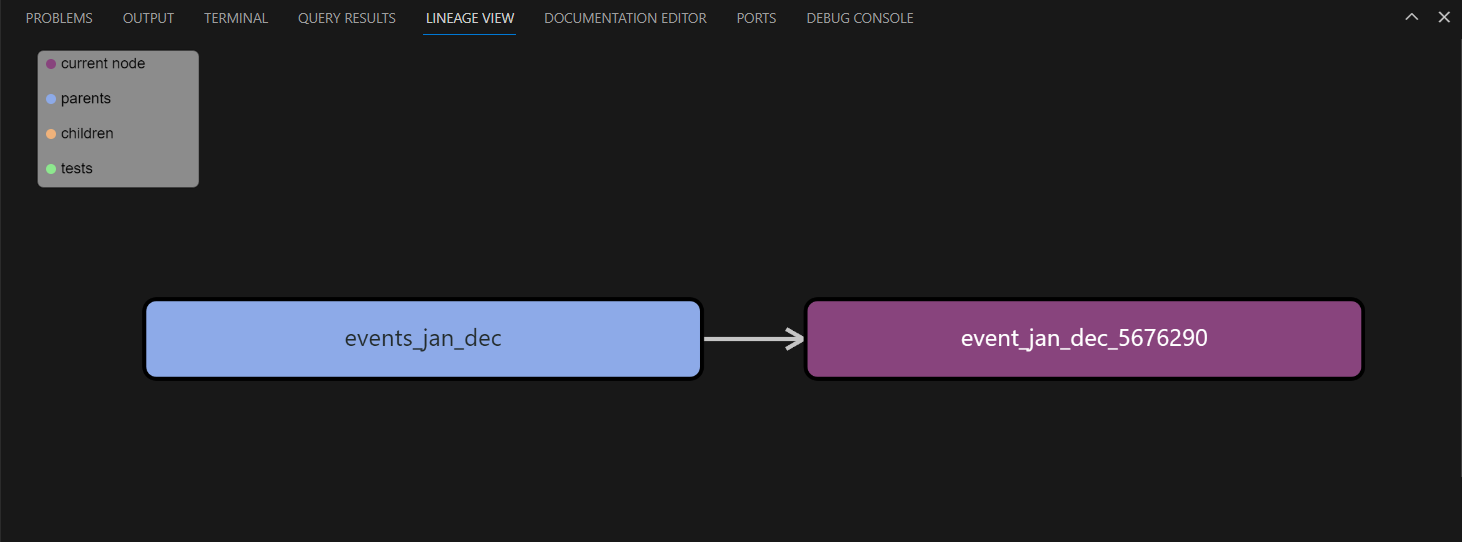 PROBLEMS OUTPUT TERMINAL QUERY RESULTS LINEAGE VIEW DOCUMENTATION EDITOR PORTS DEBUG CONSOLE
current node
parents
children
tests
events_jan_dec event_jan_dec_5676290